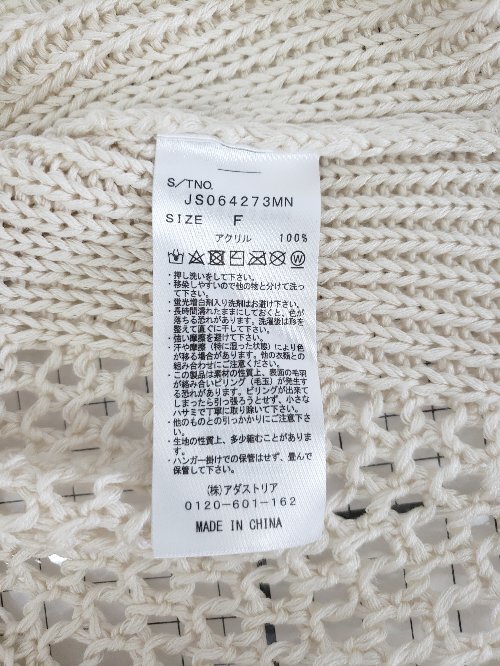 S/TNO.
JS064273MN
SIZE F
アクリル 100%
・押し洗いをして下さい。
・移染しやすいので他の物と分けて洗っ
て下さい。
・蛍光増白剤入り洗剤はお避け下さい。
・長時間濡れたままにしておくと、色が
落ちる恐れがあります。洗濯後は形を
整えて直ぐに干して下さい。
・強い摩擦を避けて下さい。
・汗や摩擦（特に湿った状態）により色
が移る場合があります。他の衣類との
組み合わせにご注意ください。
・この製品は素材の性質上、表面の毛羽
が絡み合いピリング（毛玉）が発生す
る恐れがあります。ピリングが出来て
しまったら引っ張ろうとせず、小さな
ハサミで丁寧に取り除いて下さい。
・他のものとの引っかかりにご注意くだ
さい。
・生地の性質上、多少縮むことがありま
す。
・ハンガー掛けでの保管はせず、畳んで
保管して下さい。
(株)アダストリア
0120-601-162
MADE IN CHINA